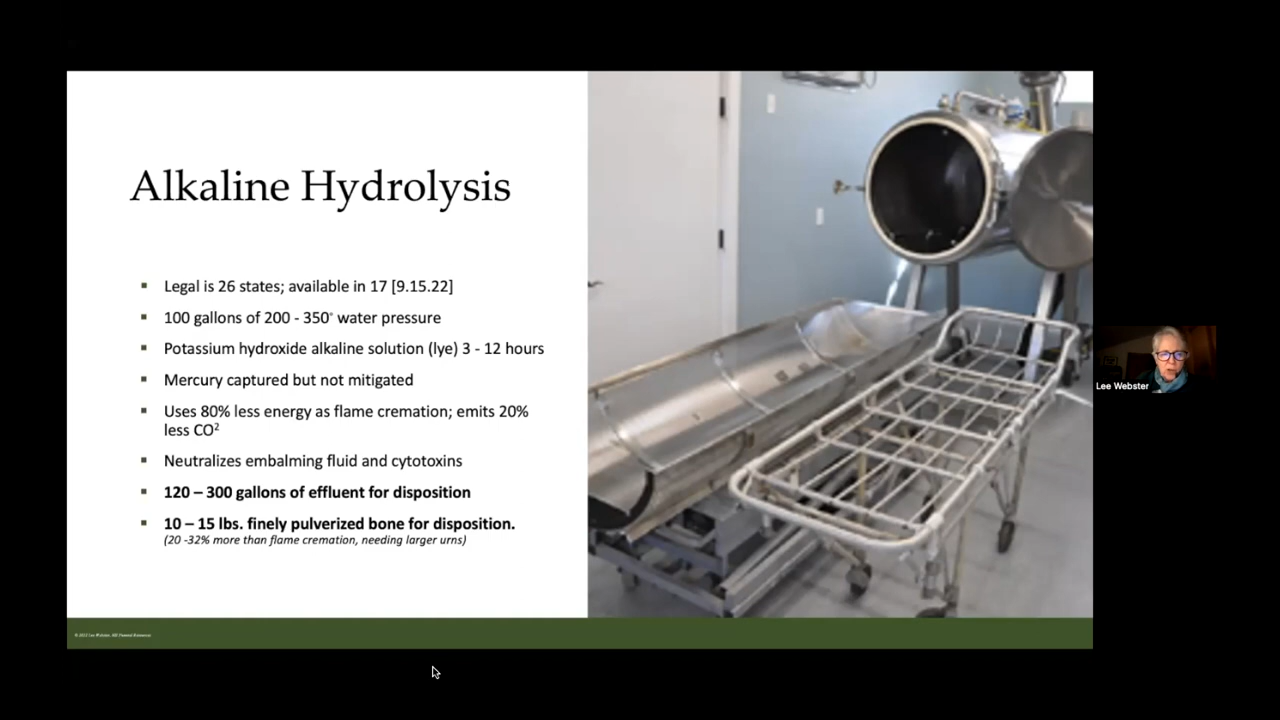 Alkaline Hydrolysis
Legal is 26 states; available in 17 [9.15.22]
100 gallons of 200 - 350° water pressure
Potassium hydroxide alkaline solution (lye) 3 - 12 hours
Mercury captured but not mitigated
Uses 80% less energy as flame cremation; emits 20%
less CO²
Neutralizes embalming fluid and cytotoxins
120 – 300 gallons of effluent for disposition
10 – 15 lbs. finely pulverized bone for disposition.
(20 -32% more than flame cremation, needing larger urns)
Lee Webster